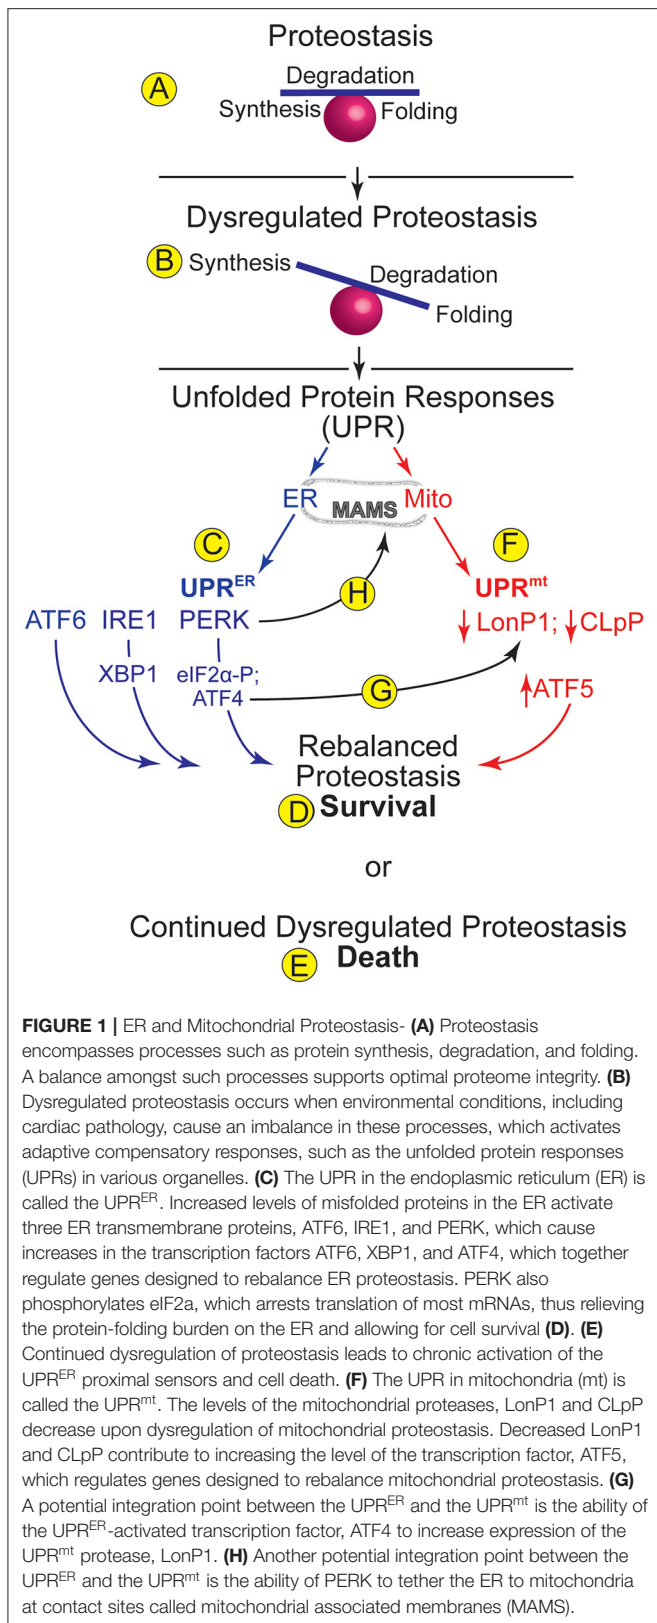 Proteostasis
A
Degradation
Synthesis Folding
Dysregulated Proteostasis
B Synthesis
Degradation
Folding
Unfolded Protein Responses
(UPR)
ER MAMS Mito
C F
UPRER UPRmt
H
ATF6 IRE1 PERK LonP1; CLpP
XBP1 eIF2α-P;
ATF4 G ATF5
Rebalanced
Proteostasis
D Survival
or
Continued Dysregulated Proteostasis
E Death
FIGURE 1 | ER and Mitochondrial Proteostasis- (A) Proteostasis
encompasses processes such as protein synthesis, degradation, and folding.
A balance amongst such processes supports optimal proteome integrity. (B)
Dysregulated proteostasis occurs when environmental conditions, including
cardiac pathology, cause an imbalance in these processes, which activates
adaptive compensatory responses, such as the unfolded protein responses
(UPRs) in various organelles. (C) The UPR in the endoplasmic reticulum (ER) is
called the UPRER. Increased levels of misfolded proteins in the ER activate
three ER transmembrane proteins, ATF6, IRE1, and PERK, which cause
increases in the transcription factors ATF6, XBP1, and ATF4, which together
regulate genes designed to rebalance ER proteostasis. PERK also
phosphorylates eIF2a, which arrests translation of most mRNAs, thus relieving
the protein-folding burden on the ER and allowing for cell survival (D). (E)
Continued dysregulation of proteostasis leads to chronic activation of the
UPRER proximal sensors and cell death. (F) The UPR in mitochondria (mt) is
called the UPRmt. The levels of the mitochondrial proteases, LonP1 and CLpP
decrease upon dysregulation of mitochondrial proteostasis. Decreased LonP1
and CLpP contribute to increasing the level of the transcription factor, ATF5,
which regulates genes designed to rebalance mitochondrial proteostasis. (G)
A potential integration point between the UPRER and the UPRmt is the ability of
the UPRER-activated transcription factor, ATF4 to increase expression of the
UPRmt protease, LonP1. (H) Another potential integration point between the
UPRER and the UPRmt is the ability of PERK to tether the ER to mitochondria
at contact sites called mitochondrial associated membranes (MAMS).